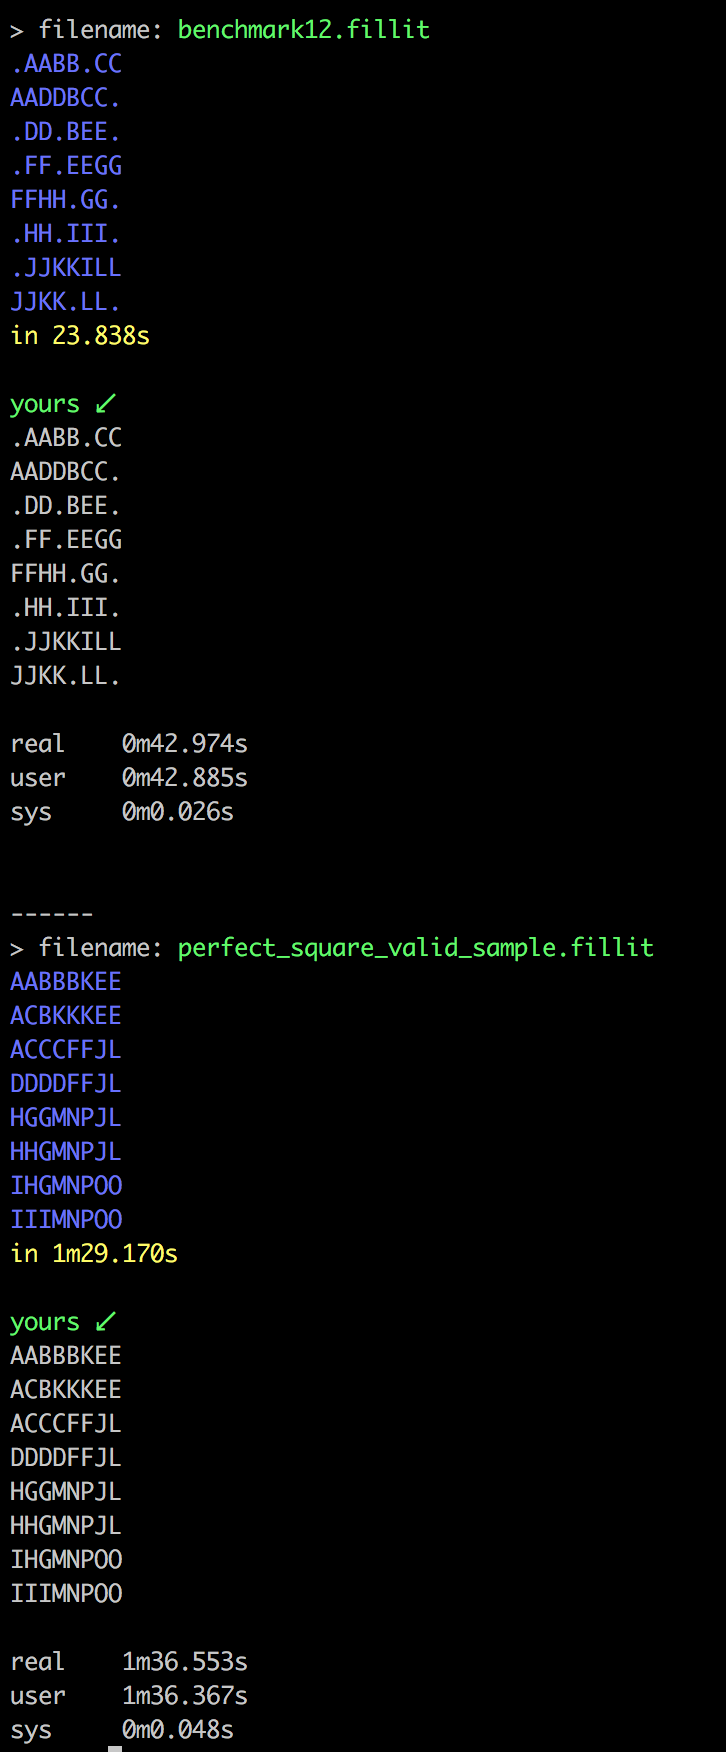 > filename: benchmark12.fillit
.AABB.CC
AADDBCC.
.DD.BEE.
.FF.EEGG
FFHH.GG.
.HH.III.
.JJKKILL
JJKK.LL.
in 23.838s
yours ↙
.AABB.CC
AADDBCC.
.DD.BEE.
.FF.EEGG
FFHH.GG.
.HH.III.
.JJKKILL
JJKK.LL.
real 0m42.974s
user 0m42.885s
sys 0m0.026s
------
> filename: perfect_square_valid_sample.fillit
AABBBKEE
ACBKKKEE
ACCCFFJL
DDDDFFJL
HGGMNPJL
HHGMNPJL
IHGMNPOO
IIIMNPOO
in 1m29.170s
yours ↙
AABBBKEE
ACBKKKEE
ACCCFFJL
DDDDFFJL
HGGMNPJL
HHGMNPJL
IHGMNPOO
IIIMNPOO
real 1m36.553s
user 1m36.367s
sys 0m0.048s